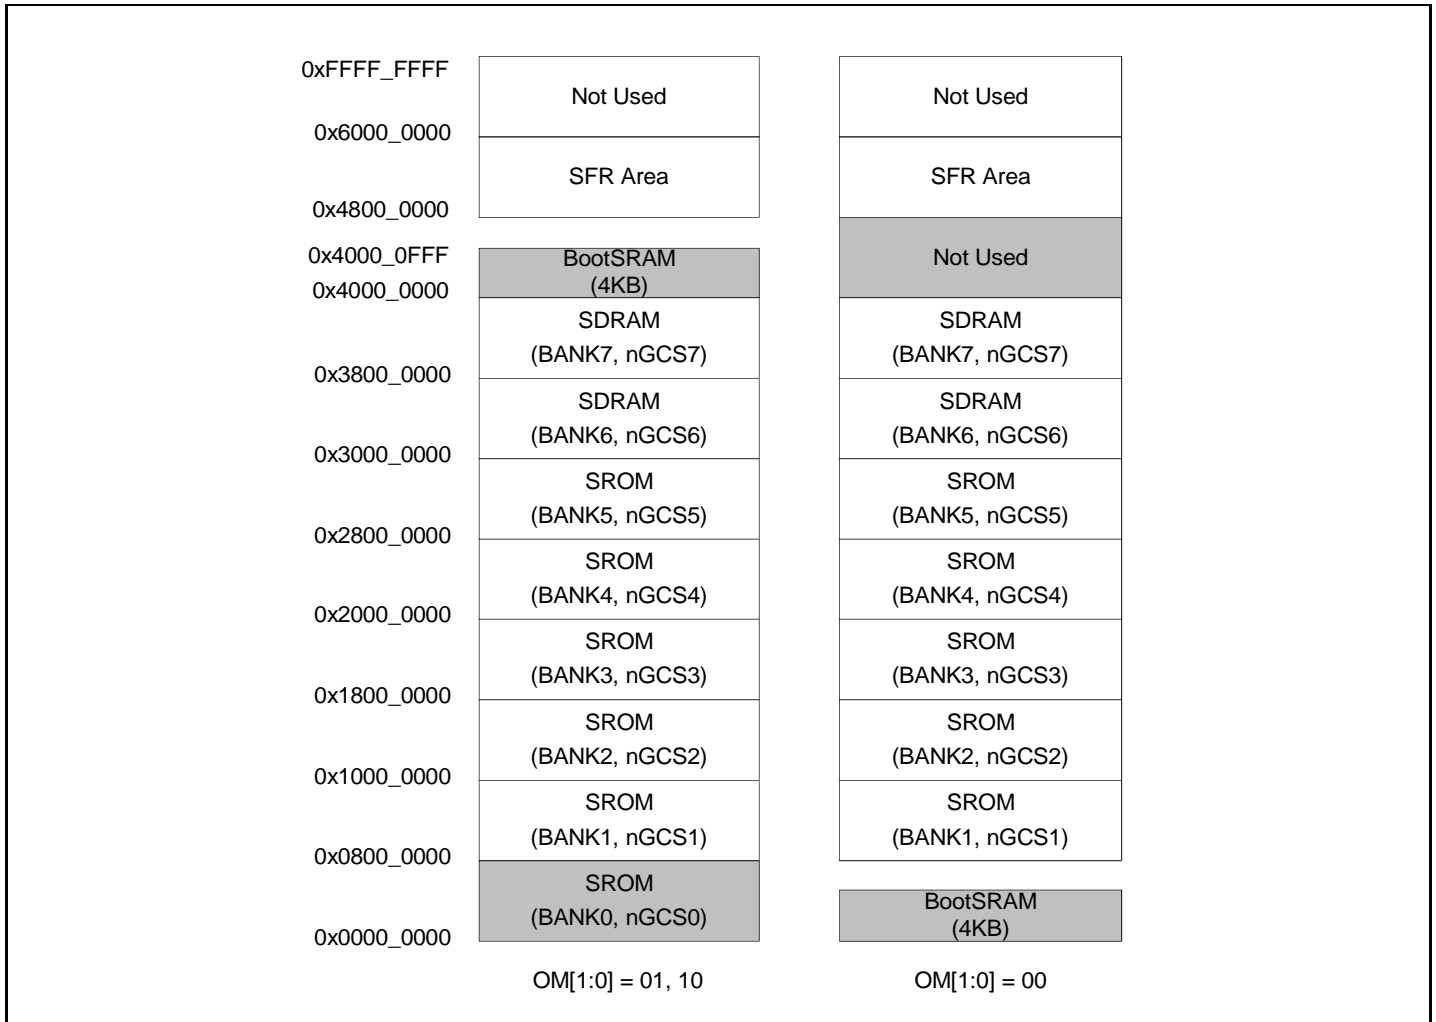 0xFFFF_FFFF
Not Used
Not Used
0x6000_0000
SFR Area
SFR Area
0x4800_0000
0x4000_0FFF
BootSRAM
(4KB)
Not Used
0x4000_0000
SDRAM
(BANK7, nGCS7)
SDRAM
(BANK7, nGCS7)
0x3800_0000
SDRAM
(BANK6, nGCS6)
SDRAM
(BANK6, nGCS6)
0x3000_0000
SROM
(BANK5, nGCS5)
SROM
(BANK5, nGCS5)
0x2800_0000
SROM
(BANK4, nGCS4)
SROM
(BANK4, nGCS4)
0x2000_0000
SROM
(BANK3, nGCS3)
SROM
(BANK3, nGCS3)
0x1800_0000
SROM
(BANK2, nGCS2)
SROM
(BANK2, nGCS2)
0x1000_0000
SROM
(BANK1, nGCS1)
SROM
(BANK1, nGCS1)
0x0800_0000
SROM
(BANK0, nGCS0)
BootSRAM
(4KB)
0x0000_0000
OM[1:0] = 01, 10
OM[1:0] = 00